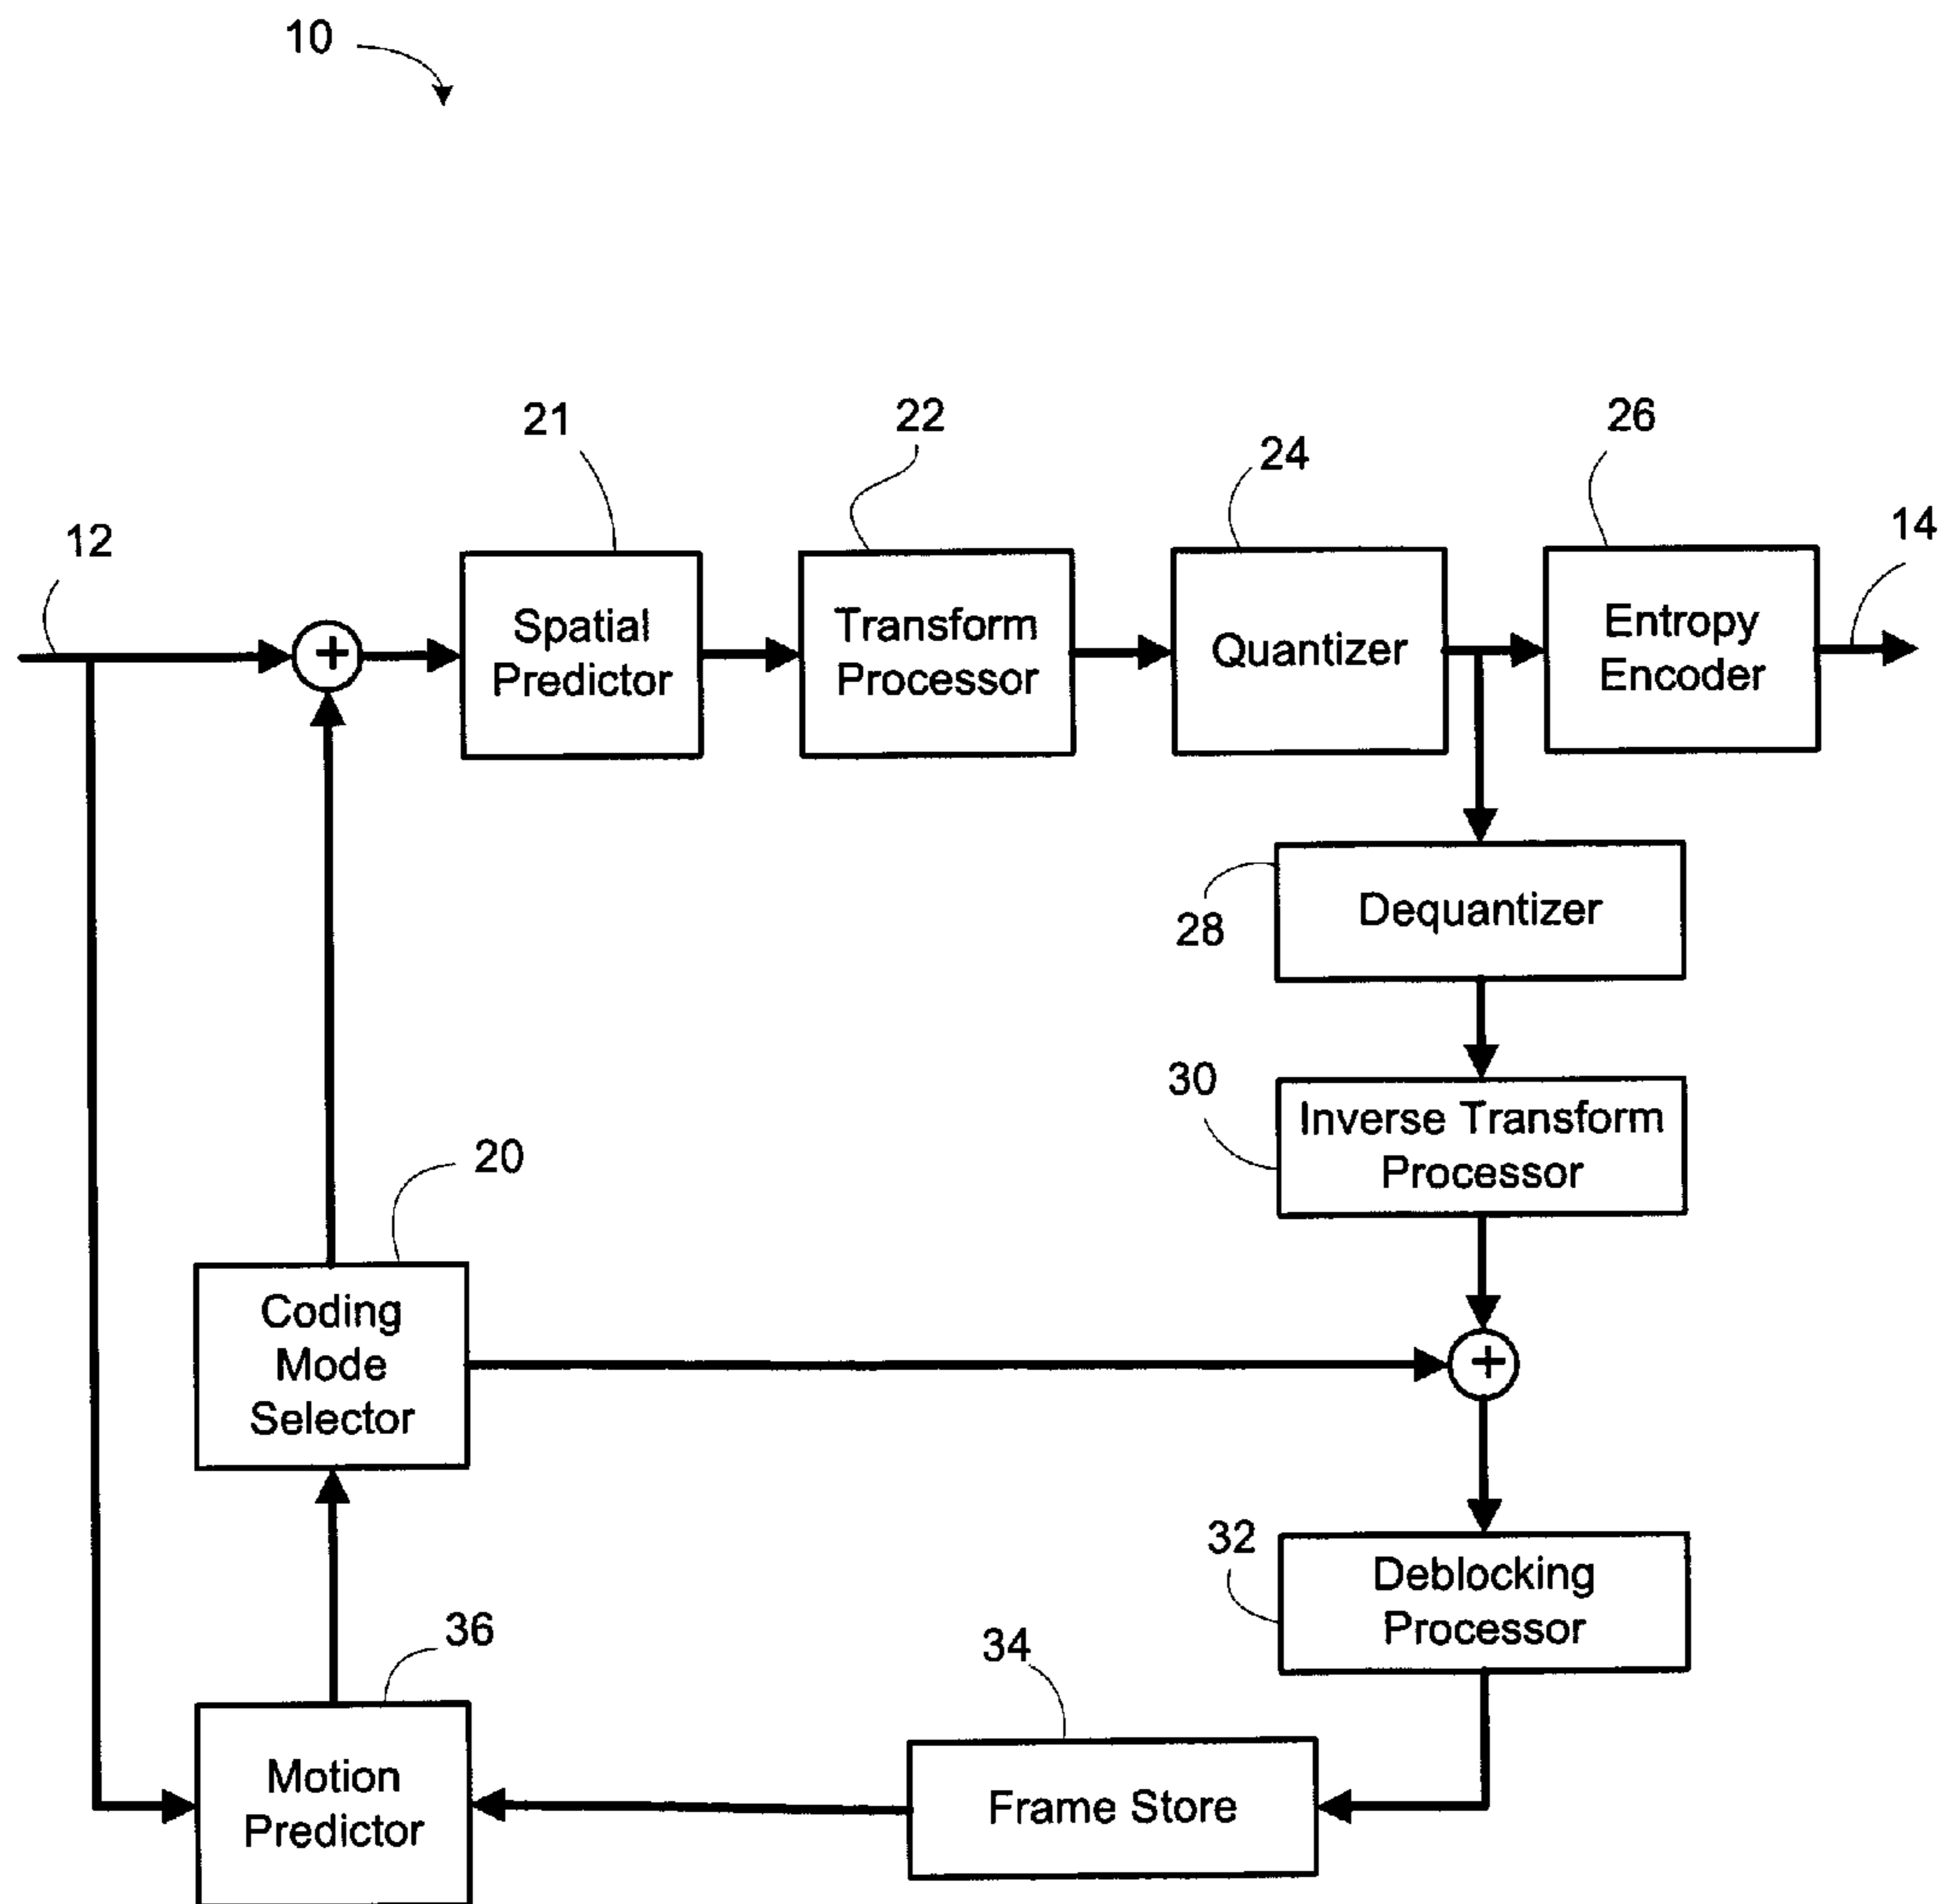 10
21
22
24
26
12
14
+
Spatial
Predictor
Transform
Processor
Quantizer
Entropy
Encoder
28
Dequantizer
30
Inverse Transform
Processor
20
Coding
Mode
Selector
+
32
Deblocking
Processor
36
34
Motion
Predictor
Frame Store